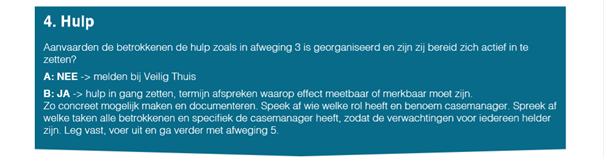 4. Hulp
Aanvaarden de betrokkenen de hulp zoals in afweging 3 is georganiseerd en zijn zij bereid zich actief in te
zetten?
A: NEE -> melden bij Veilig Thuis
B: JA -> hulp in gang zetten, termijn afspreken waarop effect meetbaar of merkbaar moet zijn.
Zo concreet mogelijk maken en documenteren. Speek af wie welke rol heeft en benoem casemanager. Spreek af
welke taken alle betrokkenen en specifiek de casemanager heeft, zodat de verwachtingen voor iedereen helder
zijn. Leg vast, voer uit en ga verder met afweging 5.